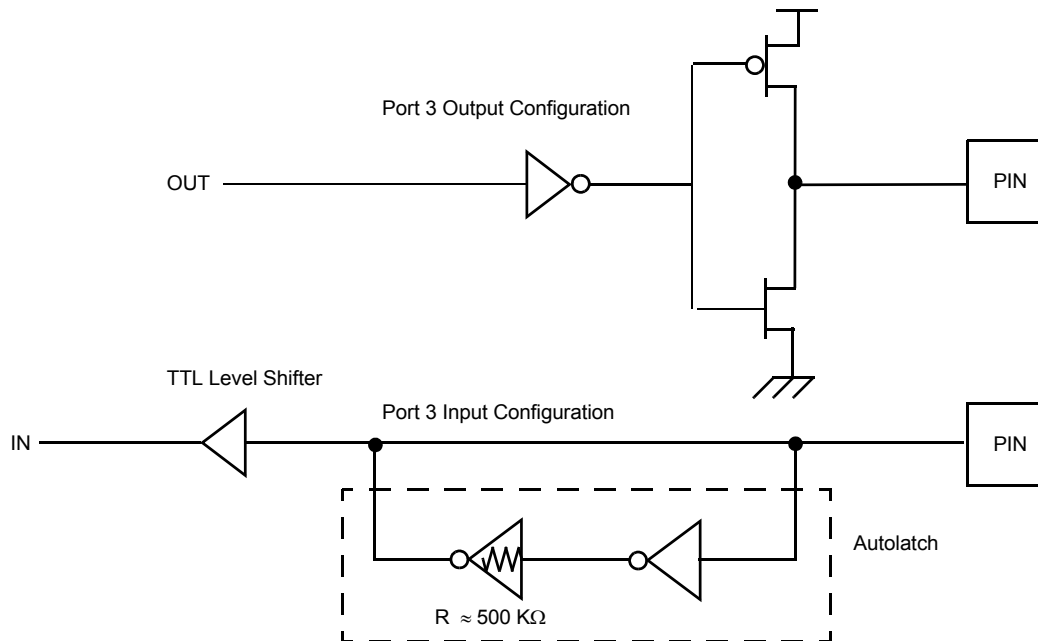 Port 3 Output Configuration
OUT
PIN
TTL Level Shifter
Port 3 Input Configuration
IN
PIN
Autolatch
R ≈ 500 KΩ